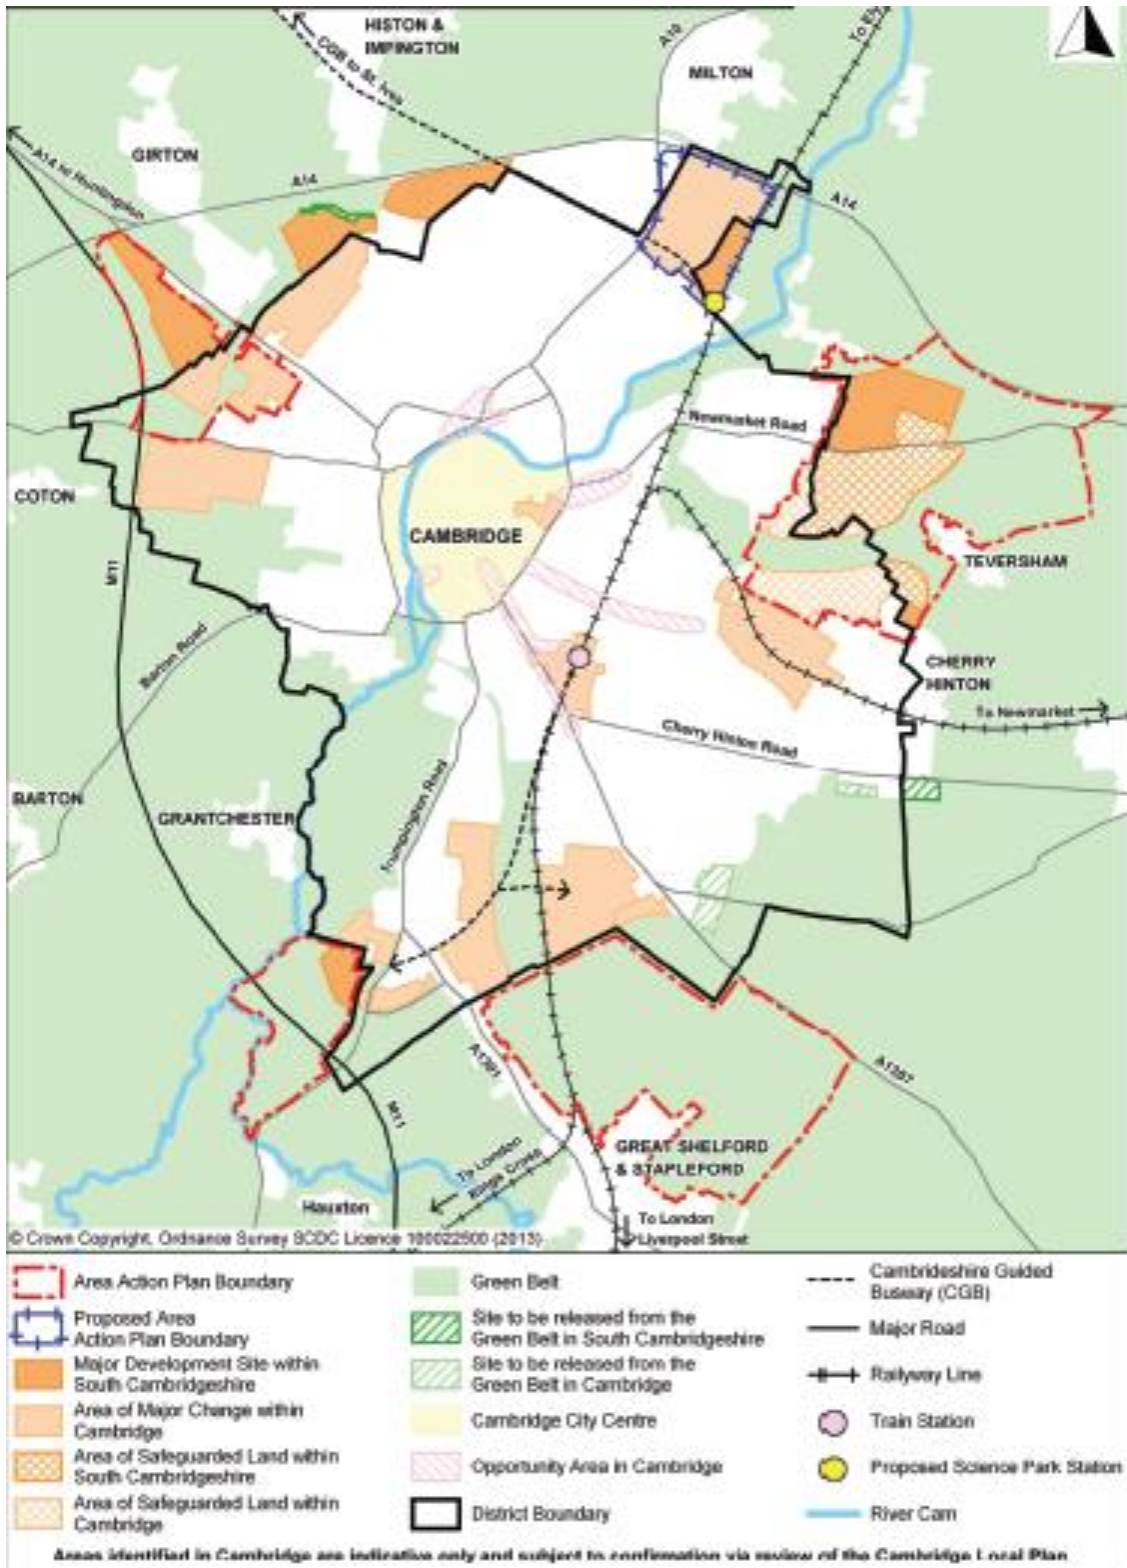 HISTON &
IMPINGTON
CGB to St. Ives
A10
To Ely
MILTON
GIRTON
A14 to Huntingdon
A14
A14
Newmarket Road
COTON
CAMBRIDGE
TEVERSHAM
M11
Barton Road
CHERRY
HINTON
To Newmarket
Cherry Hinton Road
BARTON
GRANTCHESTER
Trumpington Road
A1301
A1307
M11
GREAT SHELFORD
& STAPLEFORD
To London
Kings Cross
Hauxton
To London
Liverpool Street
© Crown Copyright. Ordnance Survey SCDC Licence 100022500 (2013)
Area Action Plan Boundary
Proposed Area
Action Plan Boundary
Major Development Site within
South Cambridgeshire
Area of Major Change within
Cambridge
Area of Safeguarded Land within
South Cambridgeshire
Area of Safeguarded Land within
Cambridge
Green Belt
Site to be released from the
Green Belt in South Cambridgeshire
Site to be released from the
Green Belt in Cambridge
Cambridge City Centre
Opportunity Area in Cambridge
District Boundary
Cambrideshire Guided
Busway (CGB)
Major Road
Railway Line
Train Station
Proposed Science Park Station
River Cam
Areas identified in Cambridge are indicative only and subject to confirmation via review of the Cambridge Local Plan